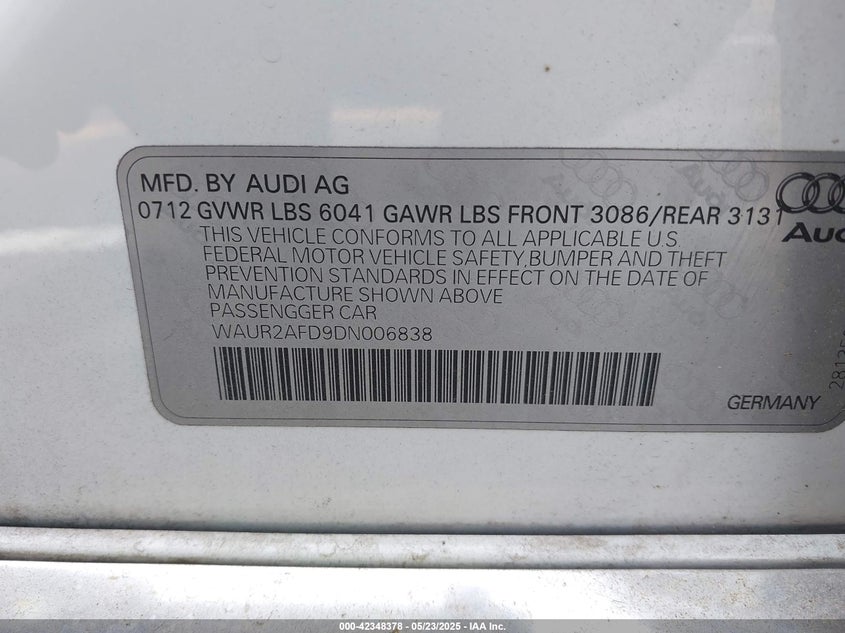 MFD. BY AUDI AG
0712 GVWR LBS 6041 GAWR LBS FRONT 3086/REAR 3131
THIS VEHICLE CONFORMS TO ALL APPLICABLE U.S.
FEDERAL MOTOR VEHICLE SAFETY, BUMPER AND THEFT
PREVENTION STANDARDS IN EFFECT ON THE DATE OF
MANUFACTURE SHOWN ABOVE
PASSENGGER CAR
WAUR2AFD9DN006838
GERMANY
000-42348378 - 05/23/2025 - IAA Inc.